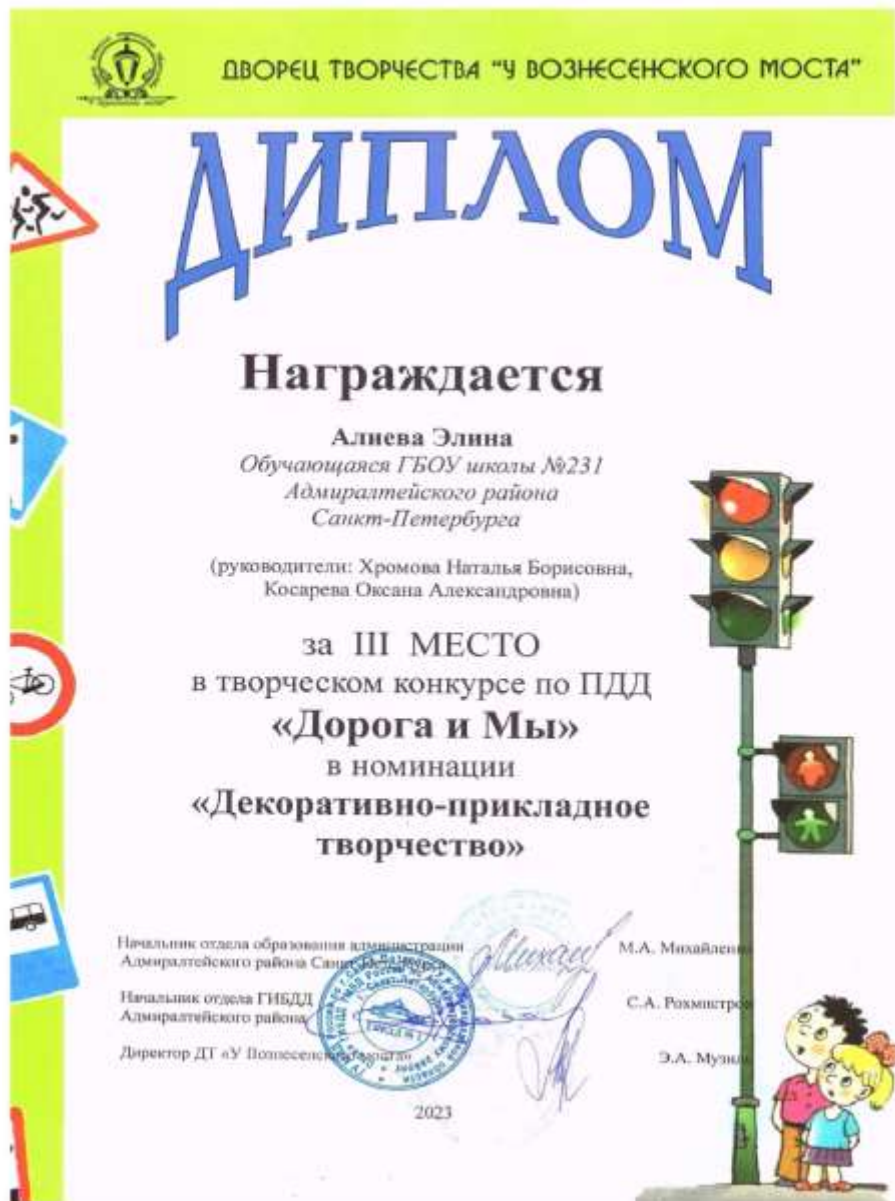 ДВОРЕЦ ТВОРЧЕСТВА "У ВОЗНЕСЕНСКОГО МОСТА"
ДИПЛОМ
Награждается
Алиева Элина
Обучающаяся ГБОУ школы №231
Адмиралтейского района
Санкт-Петербурга
(руководители: Хромова Наталья Борисовна,
Косарева Оксана Александровна)
за III МЕСТО
в творческом конкурсе по ПДД
«Дорога и Мы»
в номинации
«Декоративно-прикладное
творчество»
Начальник отдела образования администрации
Адмиралтейского района Санкт-Петербурга
М.А. Михайленко
Начальник отдела ГИБДД
Адмиралтейского района
С.А. Рохмистров
Директор ДТ «У Вознесенского моста»
Э.А.
2023